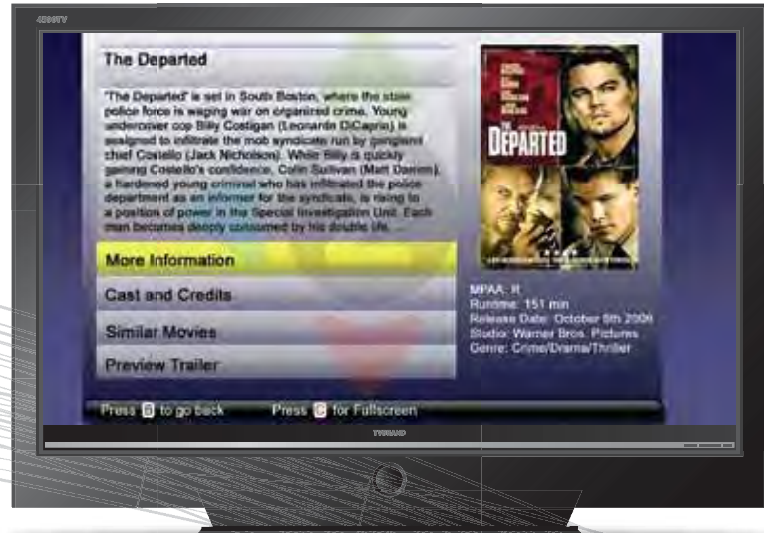 The Departed
'The Departed' is set in South Boston, where the state
police force is waging war on organized crime. Young
undercover cop Billy Costigan (Leonardo DiCaprio) is
assigned to infiltrate the mob syndicate run by gangland
chief Costello (Jack Nicholson). While Billy is quickly
gaining Costello's confidence, Colin Sullivan (Matt Damon),
a hardened young criminal who has infiltrated the police
department as an informer for the syndicate, is rising to
a position of power in the Special Investigation Unit. Each
man becomes deeply consumed by his double life. ...
More Information
Cast and Credits
Similar Movies
Preview Trailer
Press B to go back
Press C for Fullscreen
THE
DEPARTED
MPAA: R
Runtime: 151 min
Release Date: October 6th 2006
Studio: Warner Bros. Pictures
Genre: Crime/Drama/Thriller